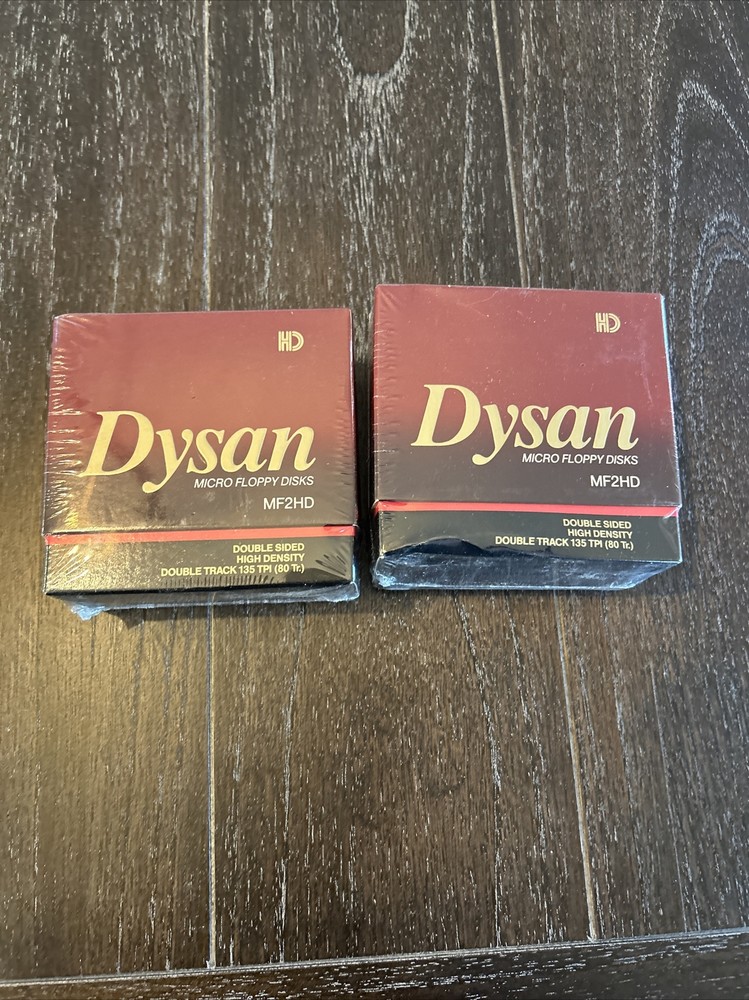 HD
Dysan
MICRO FLOPPY DISKS
MF2HD
DOUBLE SIDED
HIGH DENSITY
DOUBLE TRACK 135 TPI (80 Tr.)
HD
Dysan
MICRO FLOPPY DISKS
MF2HD
DOUBLE SIDED
HIGH DENSITY
DOUBLE TRACK 135 TPI (80 Tr.)